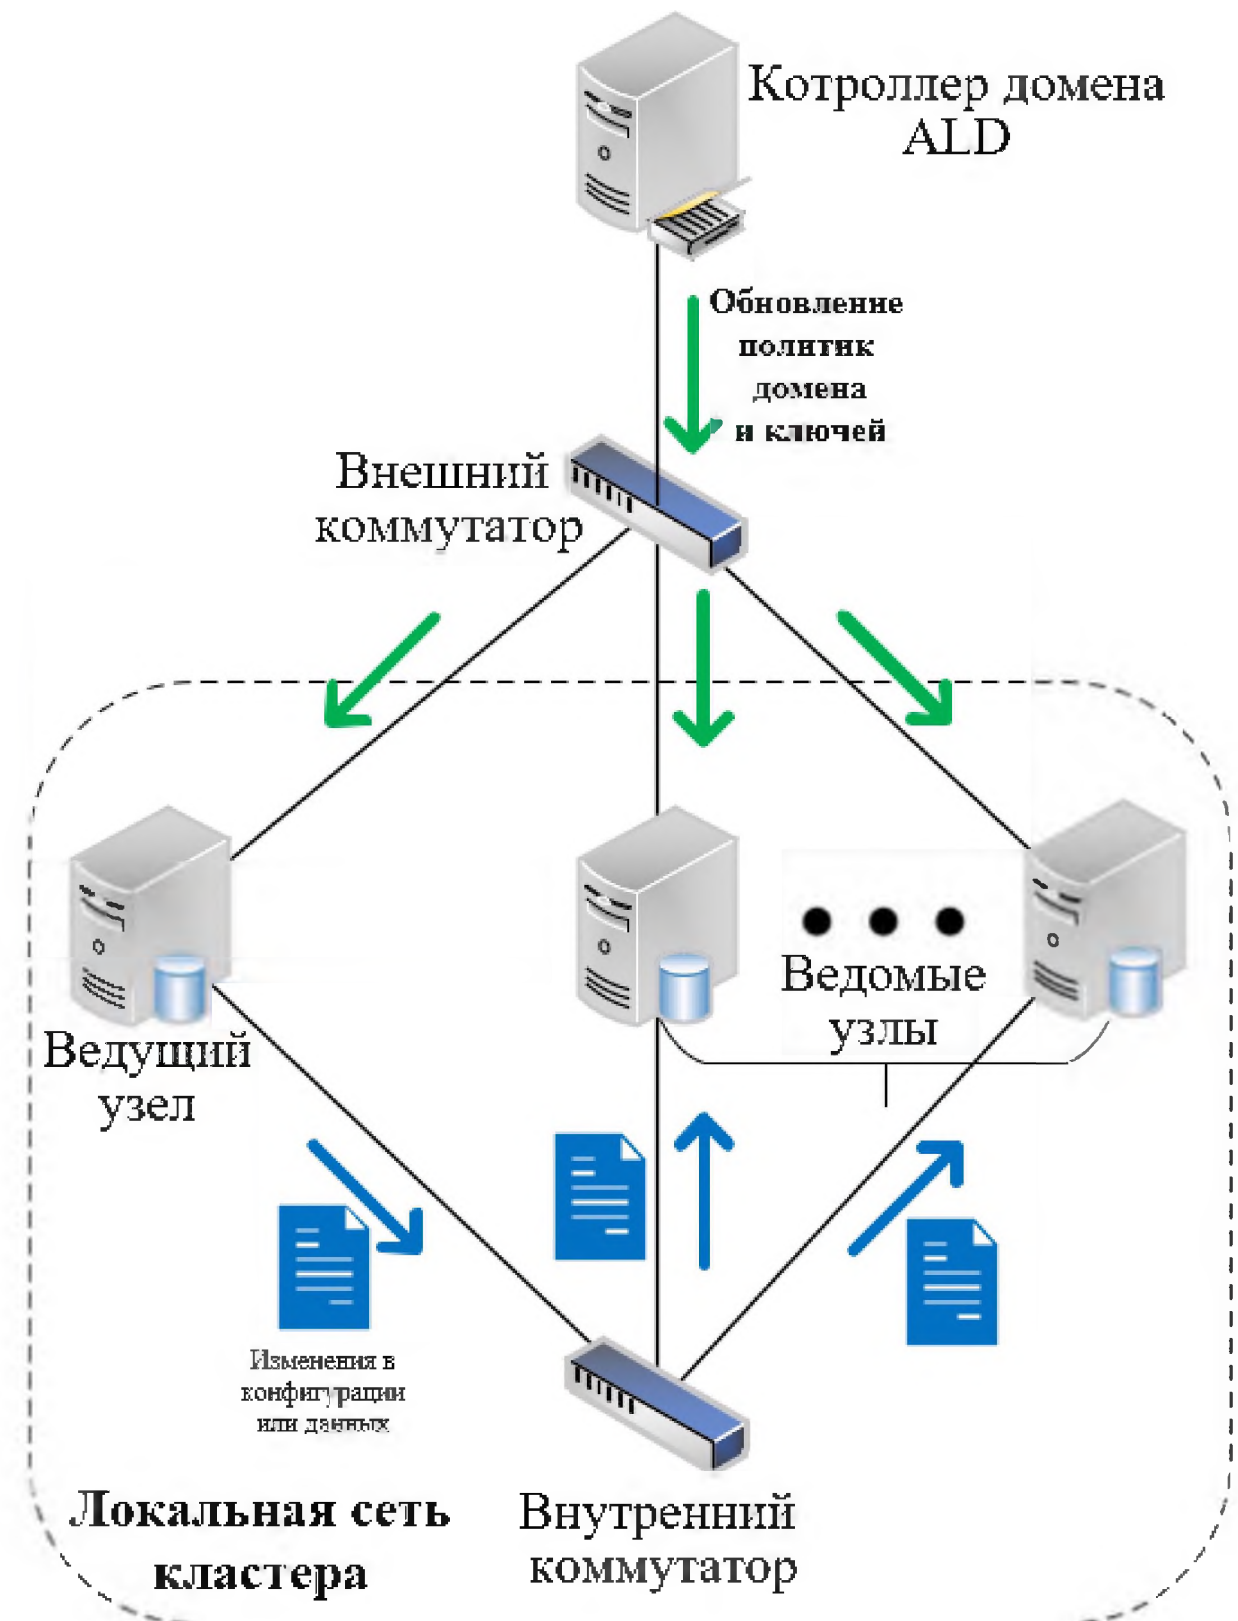 Котроллер домена
ALD
Обновление
политик
домена
и ключей
Внешний
коммутатор
Ведомые
узлы
Ведущий
узел
Изменения в
конфигурации
или данных
Локальная сеть
кластера
Внутренний
коммутатор